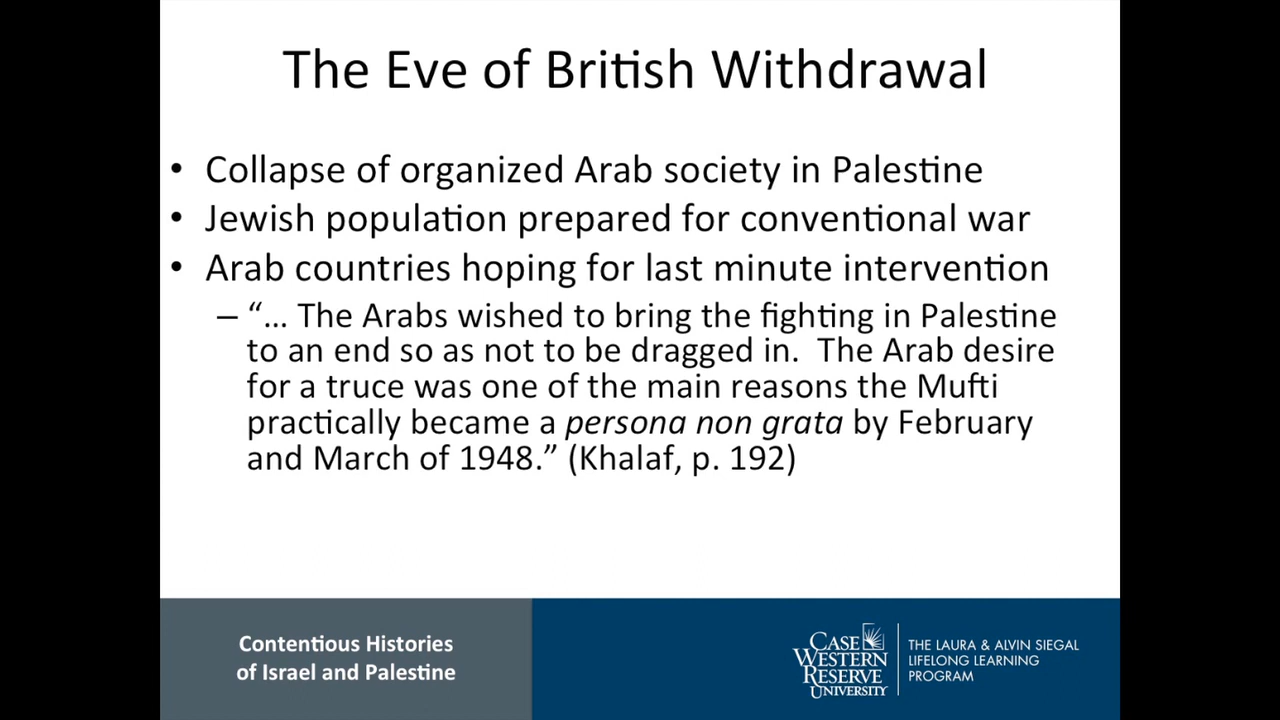 The Eve of British Withdrawal
• Collapse of organized Arab society in Palestine
• Jewish population prepared for conventional war
• Arab countries hoping for last minute intervention
– “... The Arabs wished to bring the fighting in Palestine
to an end so as not to be dragged in.  The Arab desire
for a truce was one of the main reasons the Mufti
practically became a persona non grata by February
and March of 1948.” (Khalaf, p. 192)
Contentious Histories
of Israel and Palestine
CASE
WESTERN
RESERVE
UNIVERSITY
THE LAURA & ALVIN SIEGAL
LIFELONG LEARNING
PROGRAM